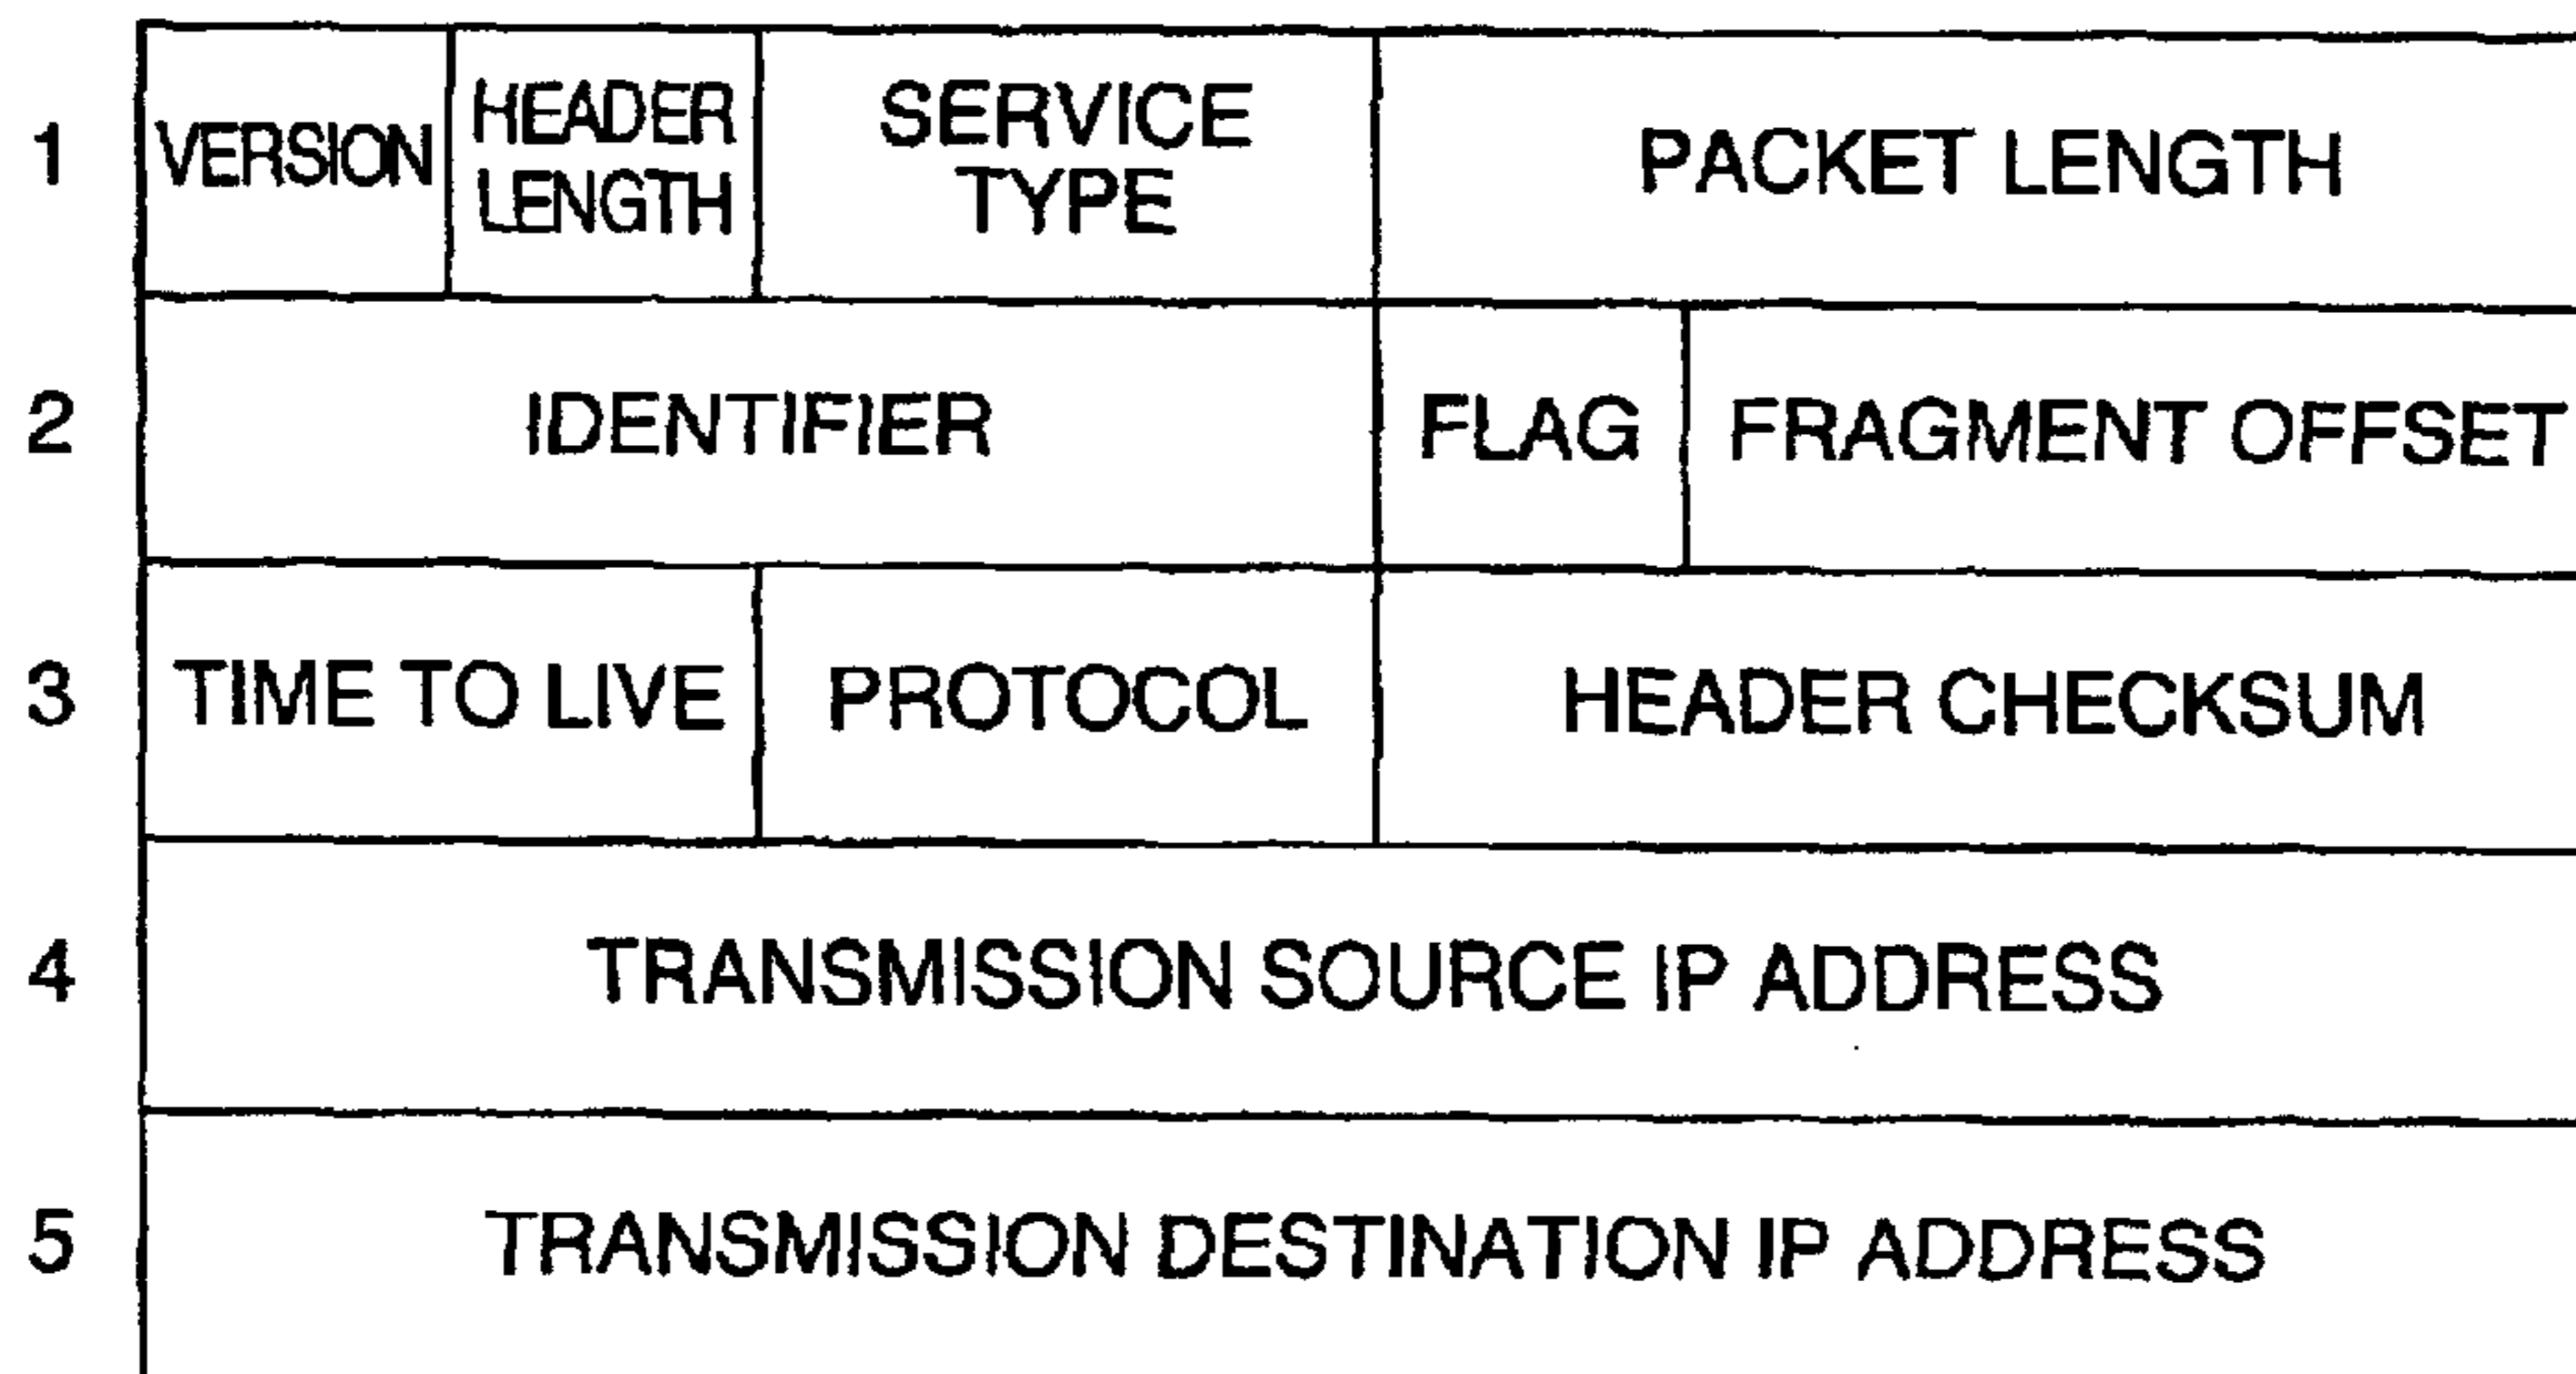 1 VERSION HEADER LENGTH SERVICE TYPE PACKET LENGTH
2 IDENTIFIER FLAG FRAGMENT OFFSET
3 TIME TO LIVE PROTOCOL HEADER CHECKSUM
4 TRANSMISSION SOURCE IP ADDRESS
5 TRANSMISSION DESTINATION IP ADDRESS